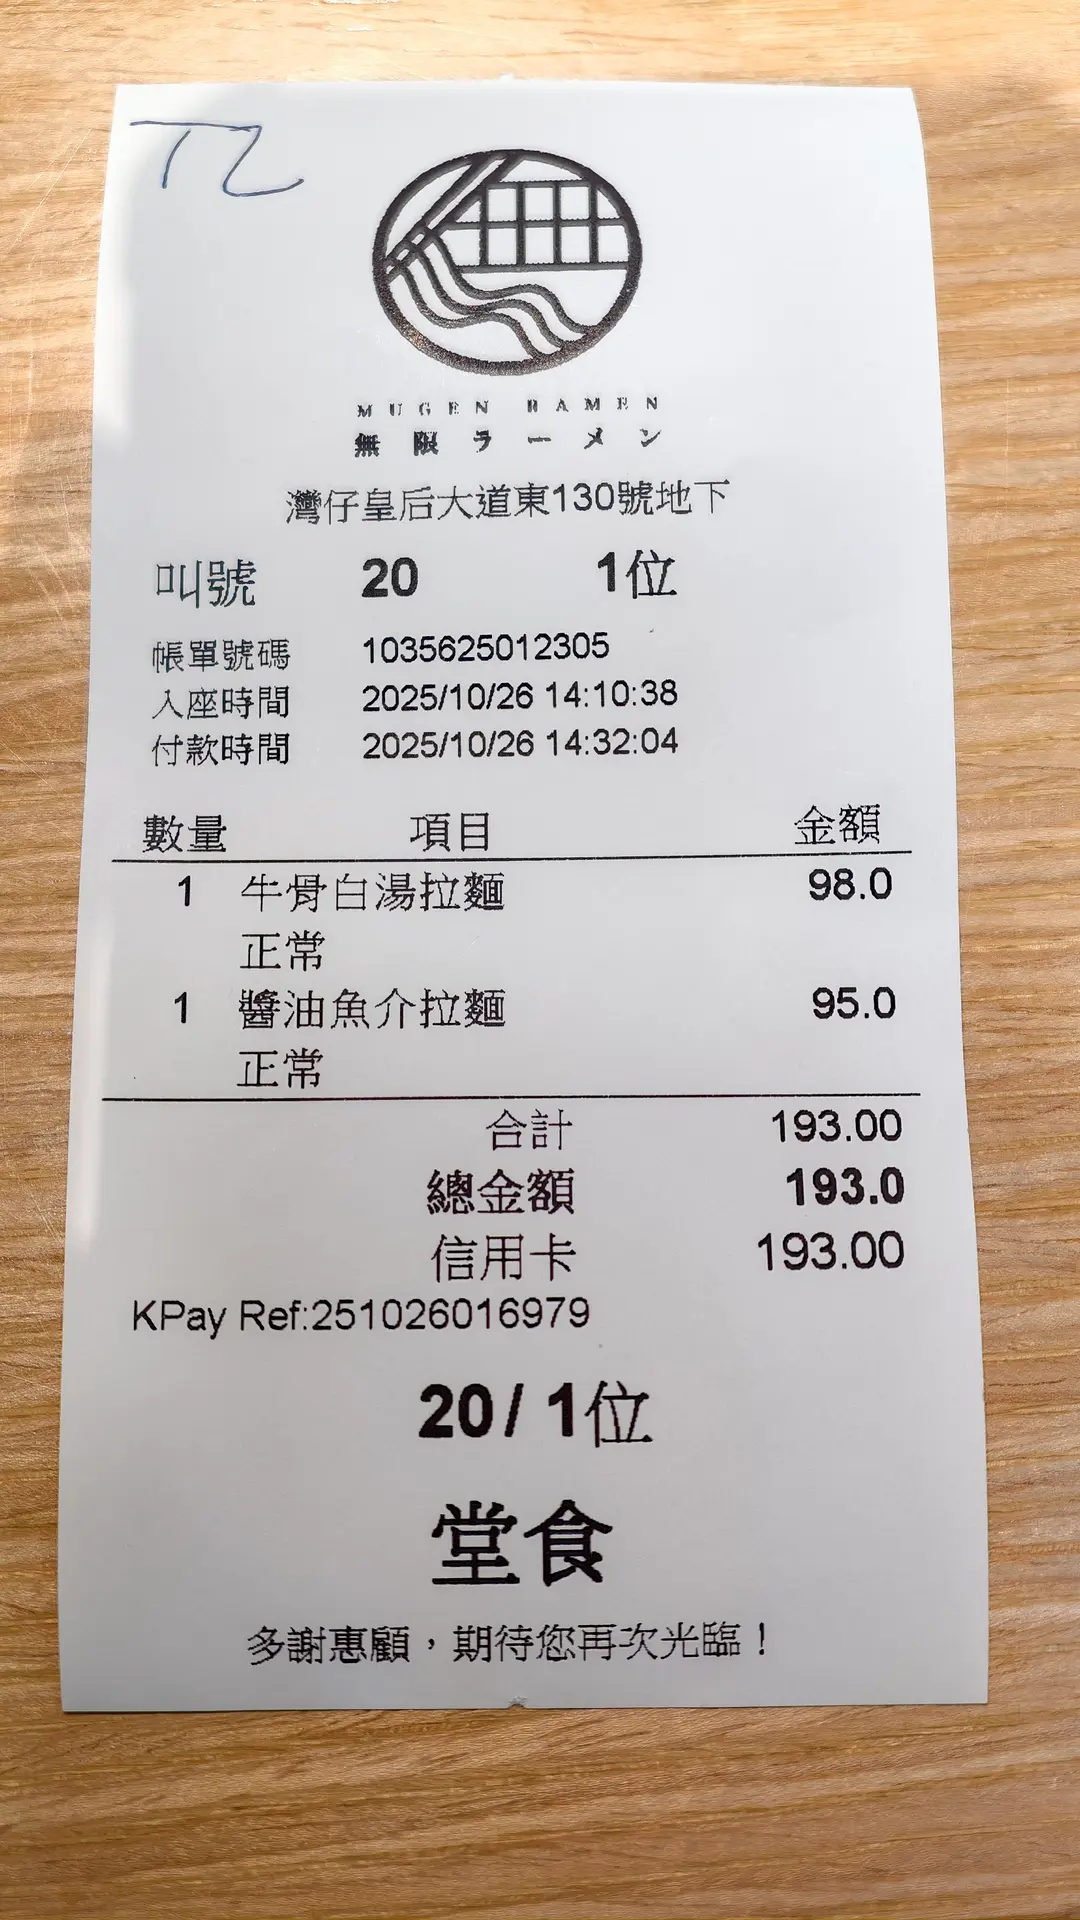 TZ
MUGEN RAMEN
無限ラーメン
灣仔皇后大道東130號地下
叫號 20 1位
帳單號碼 1035625012305
入座時間 2025/10/26 14:10:38
付款時間 2025/10/26 14:32:04
數量 項目 金額
1 牛骨白湯拉麵 98.0
正常
1 醬油魚介拉麵 95.0
正常
合計 193.00
總金額 193.0
信用卡 193.00
KPay Ref:251026016979
20/ 1位
堂食
多謝惠顧，期待您再次光臨！